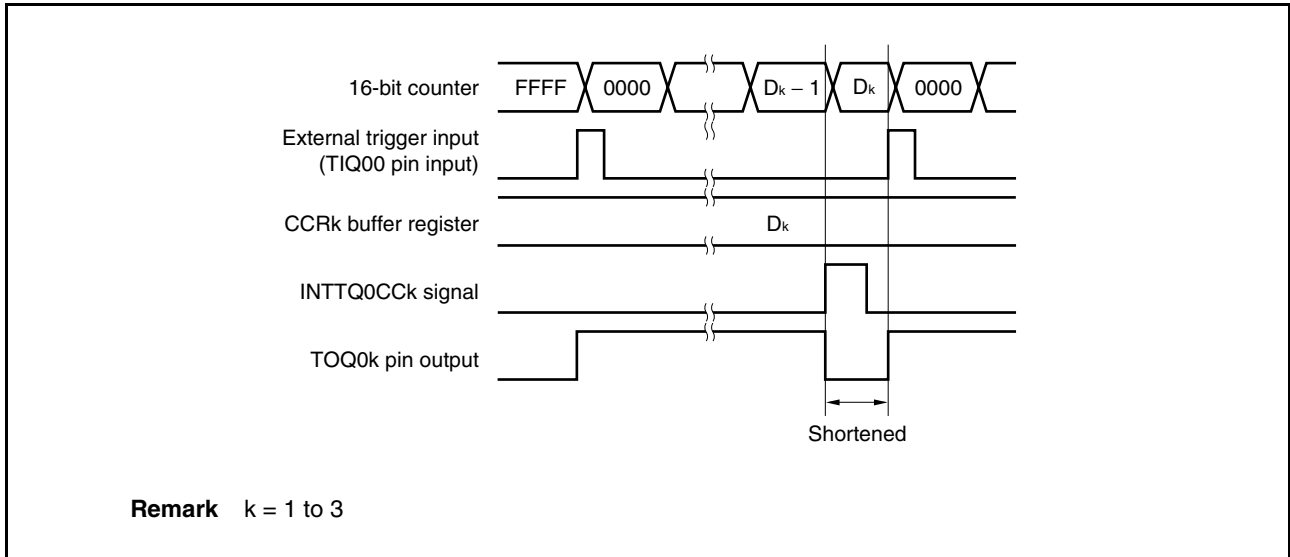 16-bit counter FFFF 0000 Dk − 1 Dk 0000
External trigger input
(TIQ00 pin input)
CCRk buffer register Dk
INTTQ0CCk signal
TOQ0k pin output
Shortened
Remark k = 1 to 3